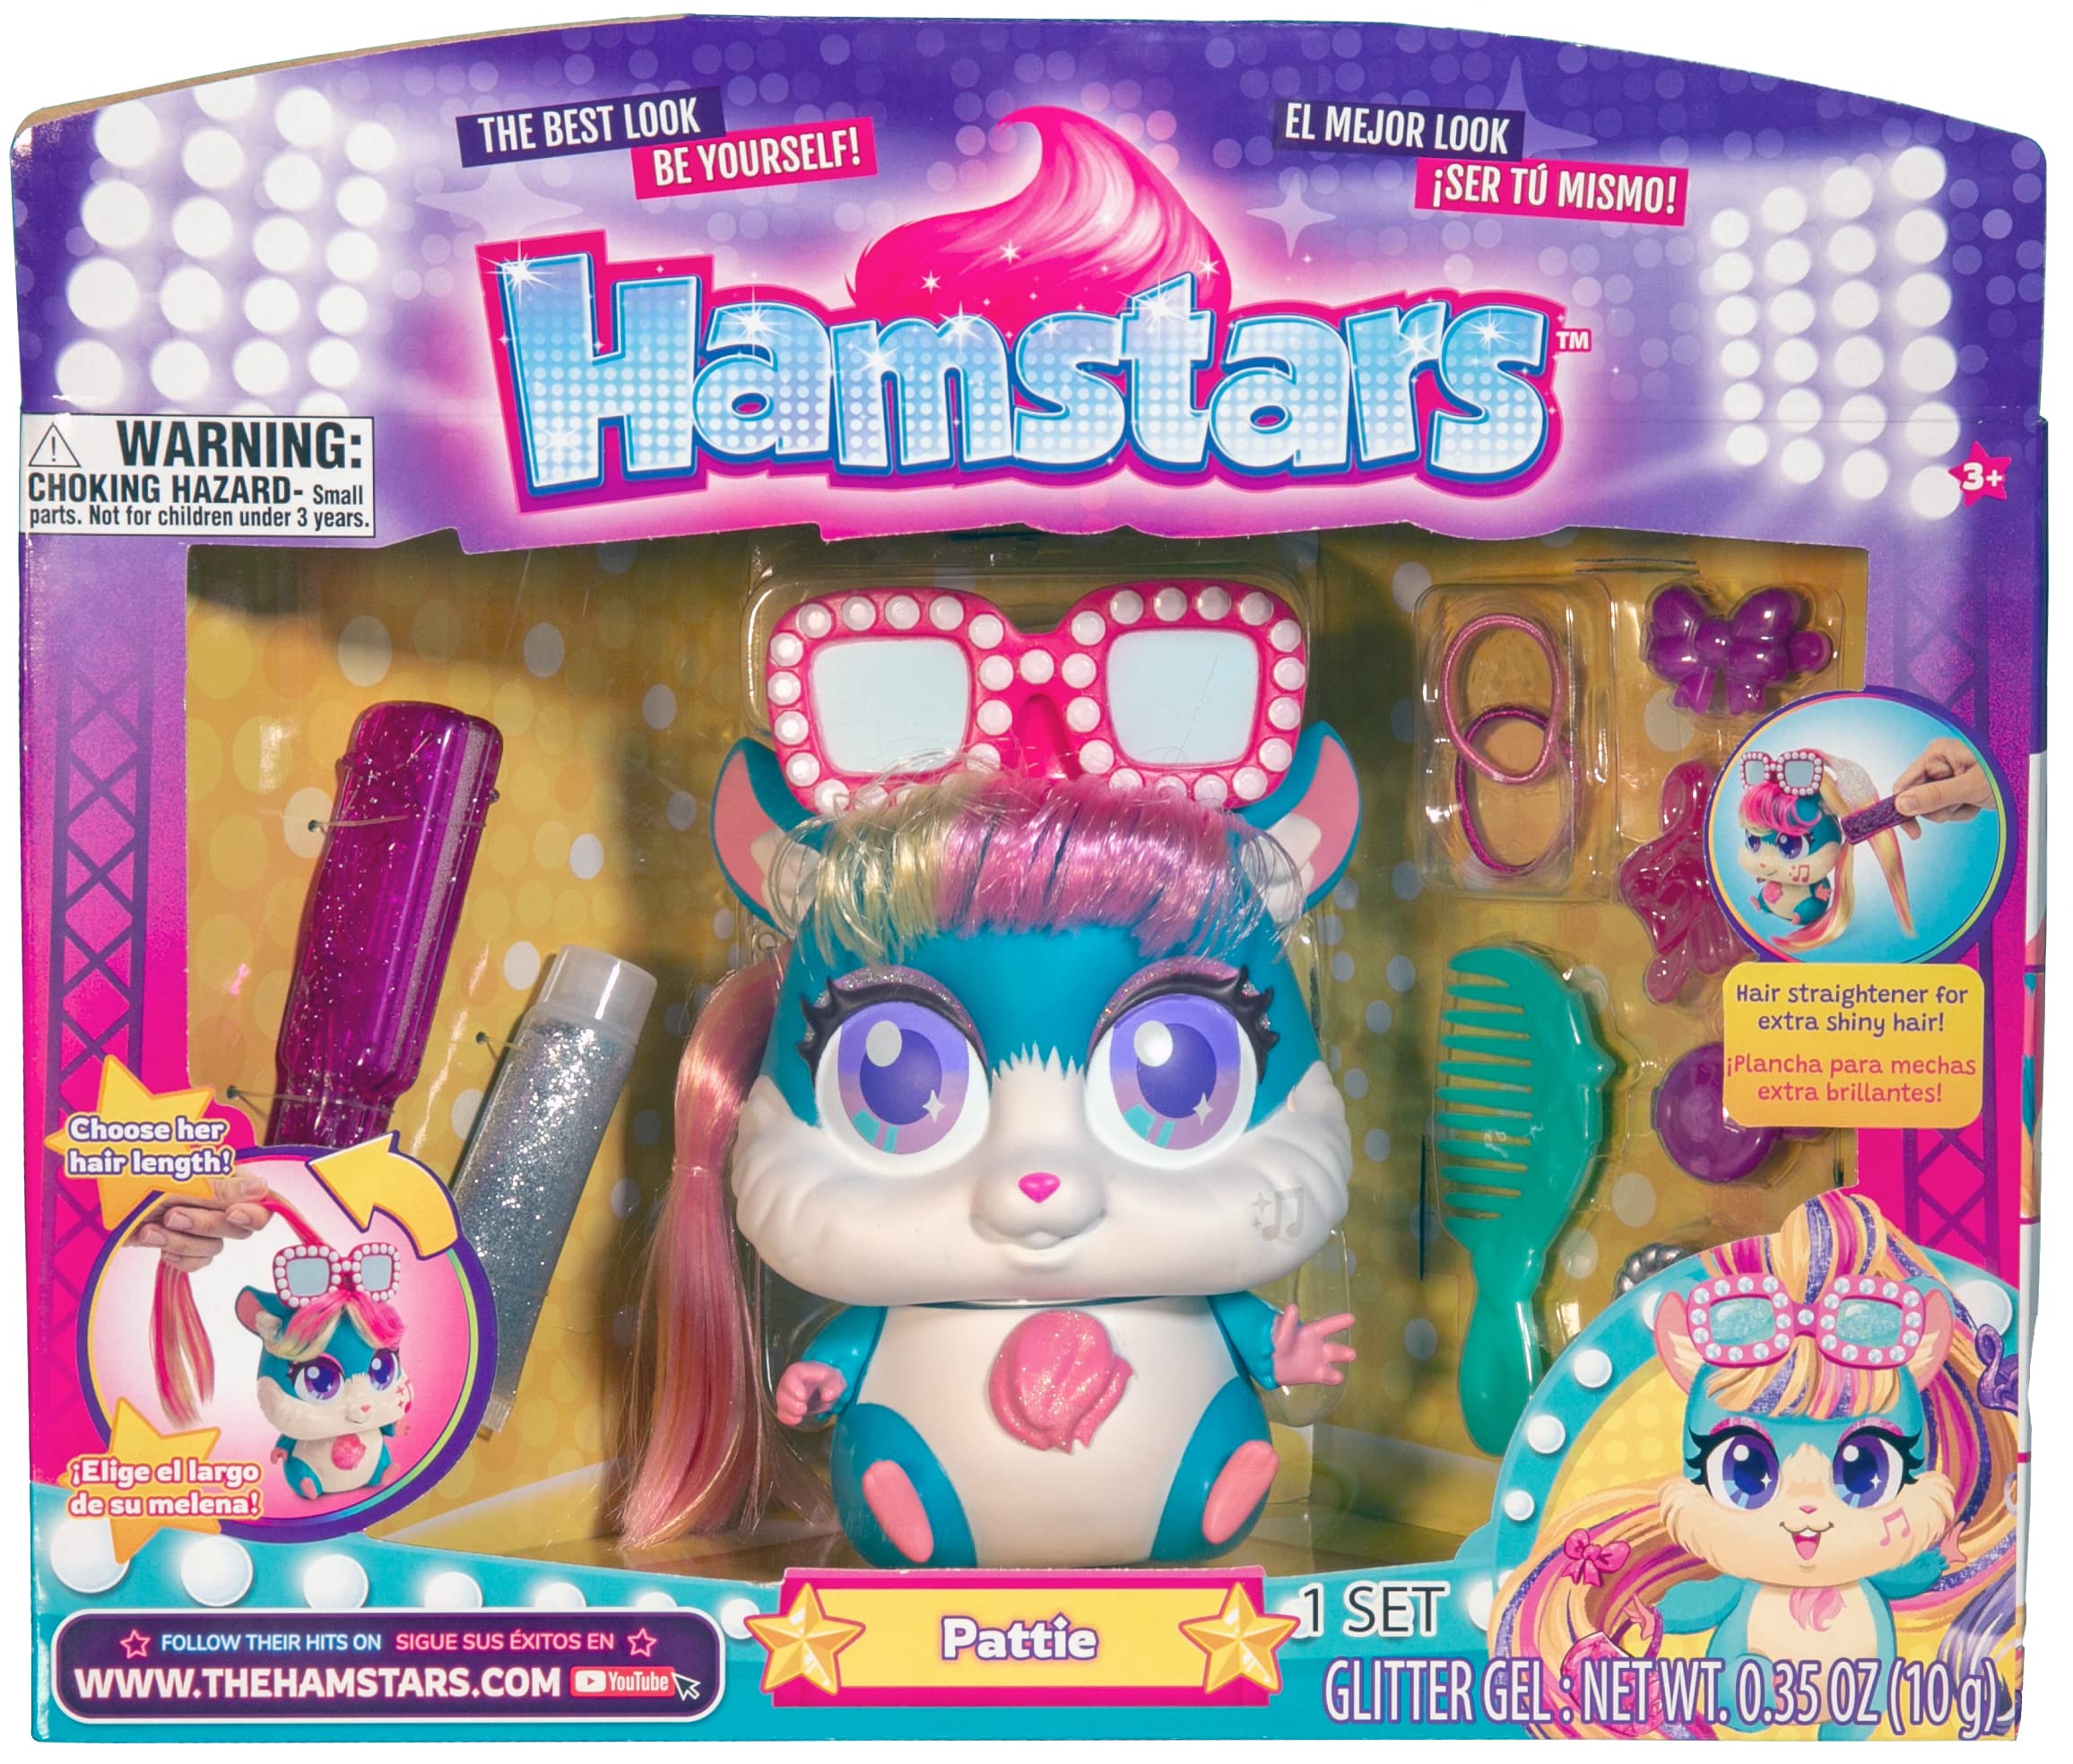 THE BEST LOOK
BE YOURSELF!
EL MEJOR LOOK
¡SER TÚ MISMO!
Hamstars™
WARNING:
CHOKING HAZARD- Small
parts. Not for children under 3 years.
3+
Hair straightener for
extra shiny hair!
¡Plancha para mechas
extra brillantes!
Choose her
hair length!
¡Elige el largo
de su melena!
FOLLOW THEIR HITS ON SIGUE SUS ÉXITOS EN
WWW.THEHAMSTARS.COM YouTube
Pattie
1 SET
GLITTER GEL : NET WT. 0.35 OZ (10 g)